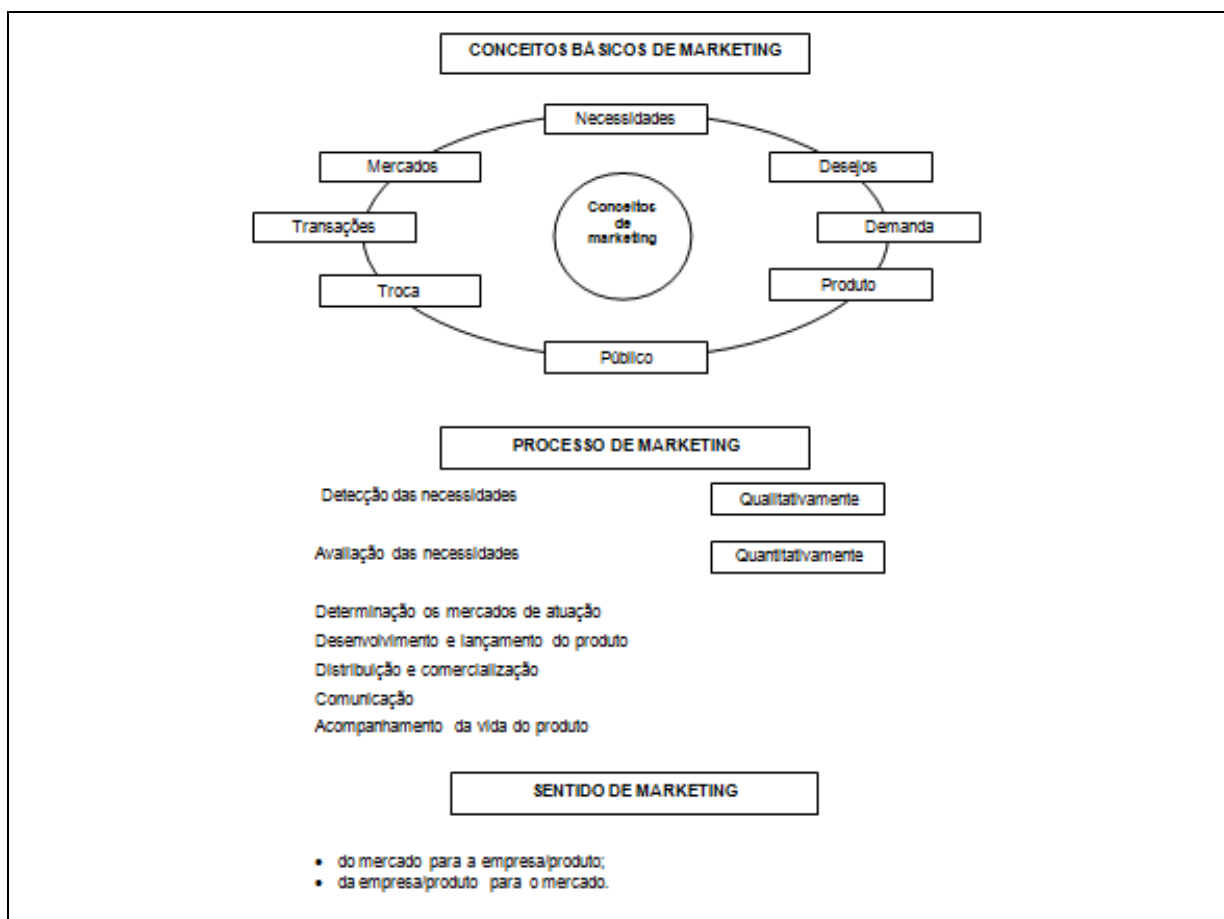 CONCEITOS BÁSICOS DE MARKETING
Necessidades
Mercados
Desejos
Conceitos
de
marketing
Transações
Demanda
Troca
Produto
Público
PROCESSO DE MARKETING
Detecção das necessidades
Qualitativamente
Avaliação das necessidades
Quantitativamente
Determinação os mercados de atuação
Desenvolvimento e lançamento do produto
Distribuição e comercialização
Comunicação
Acompanhamento da vida do produto
SENTIDO DE MARKETING
• do mercado para a empresa/produto;
• da empresa/produto para o mercado.